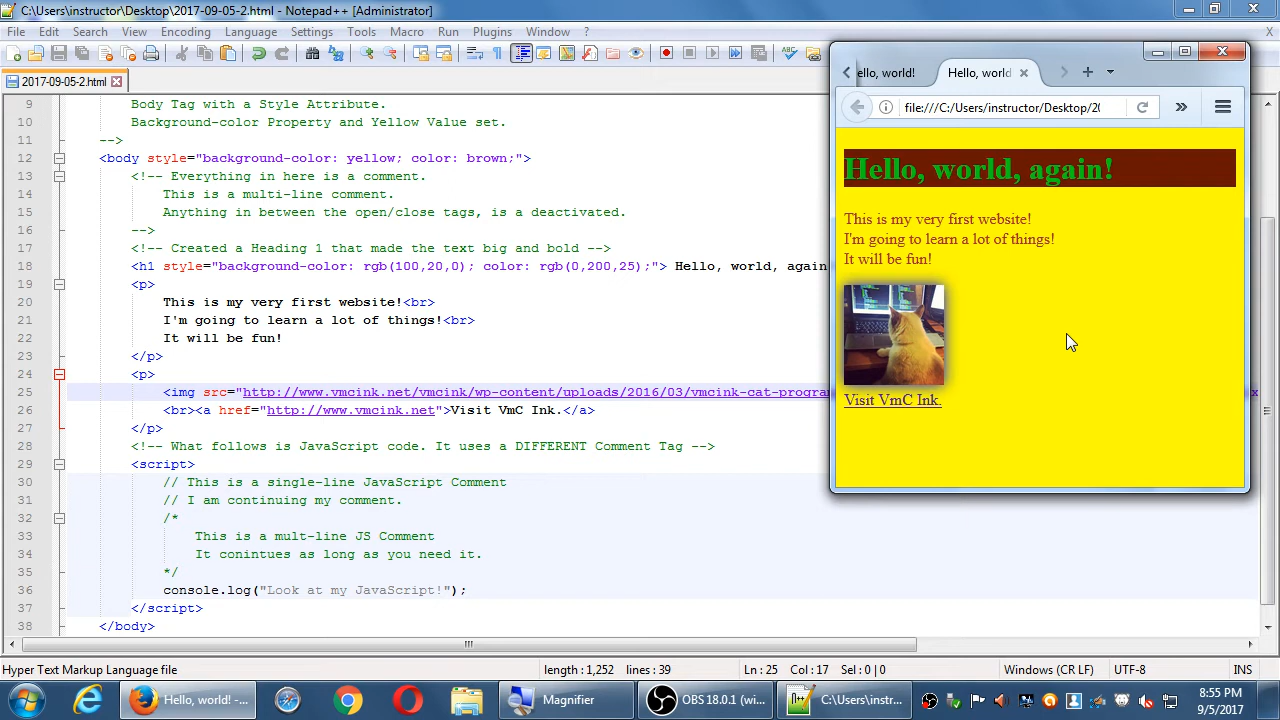 C:\Users\instructor\Desktop\2017-09-05-2.html - Notepad++ [Administrator]
File Edit Search View Encoding Language Settings Tools Macro Run Plugins Window ? X
2017-09-05-2.html
9 Body Tag with a Style Attribute.
10 Background-color Property and Yellow Value set.
11 -->
12 <body style="background-color: yellow; color: brown;">
13 <!-- Everything in here is a comment.
14 This is a multi-line comment.
15 Anything in between the open/close tags, is a deactivated.
16 -->
17 <!-- Created a Heading 1 that made the text big and bold -->
18 <h1 style="background-color: rgb(100,20,0); color: rgb(0,200,25);"> Hello, world, again
19 <p>
20 This is my very first website!<br>
21 I'm going to learn a lot of things!<br>
22 It will be fun!
23 </p>
24 <p>
25 <img src="http://www.vmcink.net/vmcink/wp-content/uploads/2016/03/vmcink-cat-progra
26 <br><a href="http://www.vmcink.net">Visit VmC Ink.</a>
27 </p>
28 <!-- What follows is JavaScript code. It uses a DIFFERENT Comment Tag -->
29 <script>
30 // This is a single-line JavaScript Comment
31 // I am continuing my comment.
32 /*
33 This is a mult-line JS Comment
34 It conintues as long as you need it.
35 */
36 console.log("Look at my JavaScript!");
37 </script>
38 </body>
ello, world!
Hello, world
file:///C:/Users/instructor/Desktop/20
Hello, world, again!
This is my very first website!
I'm going to learn a lot of things!
It will be fun!
Visit VmC Ink.
Hyper Text Markup Language file length : 1,252 lines : 39 Ln : 25 Col : 17 Sel : 0 | 0 Windows (CR LF) UTF-8 INS
Hello, world! -...
Magnifier
OBS 18.0.1 (wi...
C:\Users\instr...
8:55 PM
9/5/2017